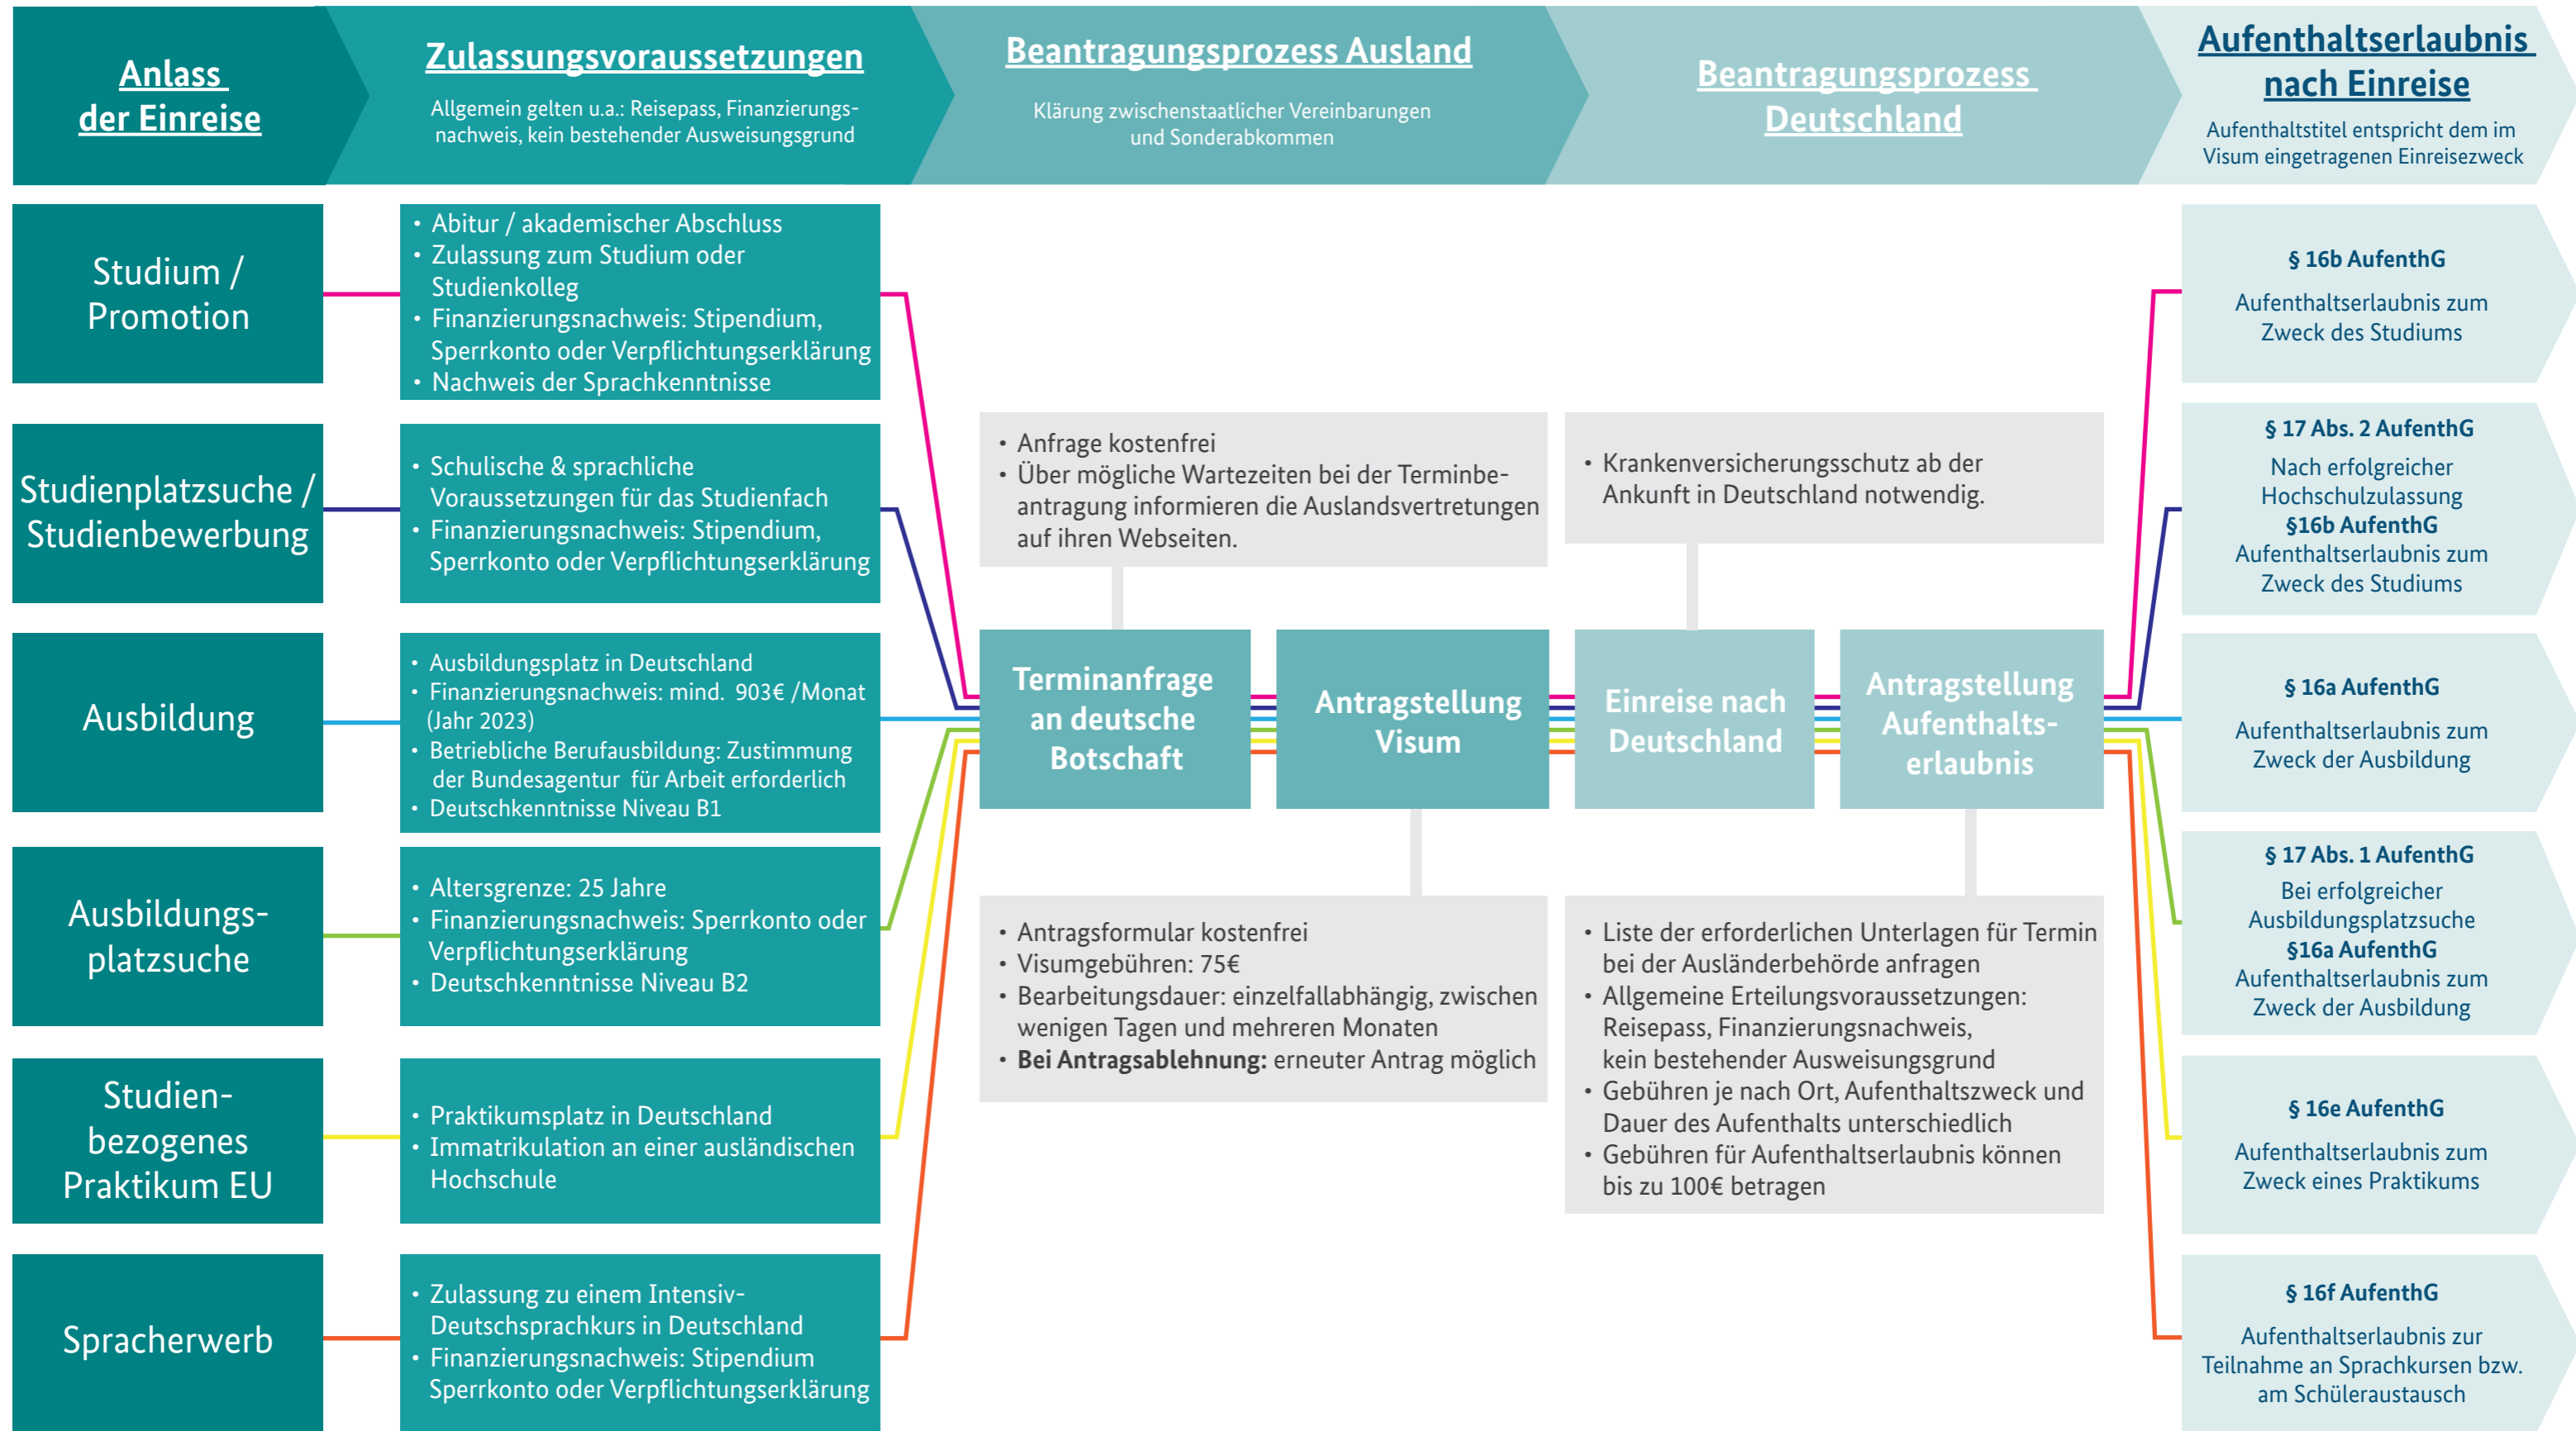 Anlass
der Einreise
Zulassungsvoraussetzungen
Allgemein gelten u.a.: Reisepass, Finanzierungs-
nachweis, kein bestehender Ausweisungsgrund
Beantragungsprozess Ausland
Klärung zwischenstaatlicher Vereinbarungen
und Sonderabkommen
Beantragungsprozess
Deutschland
Aufenthaltserlaubnis
nach Einreise
Aufenthaltstitel entspricht dem im
Visum eingetragenen Einreisezweck
Studium /
Promotion
• Abitur / akademischer Abschluss
• Zulassung zum Studium oder
Studienkolleg
• Finanzierungsnachweis: Stipendium,
Sperrkonto oder Verpflichtungserklärung
• Nachweis der Sprachkenntnisse
Studienplatzsuche /
Studienbewerbung
• Schulische & sprachliche
Voraussetzungen für das Studienfach
• Finanzierungsnachweis: Stipendium,
Sperrkonto oder Verpflichtungserklärung
Ausbildung
• Ausbildungsplatz in Deutschland
• Finanzierungsnachweis: mind. 903€ /Monat
(Jahr 2023)
• Betriebliche Berufausbildung: Zustimmung
der Bundesagentur für Arbeit erforderlich
• Deutschkenntnisse Niveau B1
Ausbildungs-
platzsuche
• Altersgrenze: 25 Jahre
• Finanzierungsnachweis: Sperrkonto oder
Verpflichtungserklärung
• Deutschkenntnisse Niveau B2
Studien-
bezogenes
Praktikum EU
• Praktikumsplatz in Deutschland
• Immatrikulation an einer ausländischen
Hochschule
Spracherwerb
• Zulassung zu einem Intensiv-
Deutschsprachkurs in Deutschland
• Finanzierungsnachweis: Stipendium
Sperrkonto oder Verpflichtungserklärung
• Anfrage kostenfrei
• Über mögliche Wartezeiten bei der Terminbe-
antragung informieren die Auslandsvertretungen
auf ihren Webseiten.
Terminanfrage
an deutsche
Botschaft
Antragstellung
Visum
• Antragsformular kostenfrei
• Visumgebühren: 75€
• Bearbeitungsdauer: einzelfallabhängig, zwischen
wenigen Tagen und mehreren Monaten
• Bei Antragsablehnung: erneuter Antrag möglich
• Krankenversicherungsschutz ab der
Ankunft in Deutschland notwendig.
Einreise nach
Deutschland
Antragstellung
Aufenthalts-
erlaubnis
• Liste der erforderlichen Unterlagen für Termin
bei der Ausländerbehörde anfragen
• Allgemeine Erteilungsvoraussetzungen:
Reisepass, Finanzierungsnachweis,
kein bestehender Ausweisungsgrund
• Gebühren je nach Ort, Aufenthaltszweck und
Dauer des Aufenthalts unterschiedlich
• Gebühren für Aufenthaltserlaubnis können
bis zu 100€ betragen
§ 16b AufenthG
Aufenthaltserlaubnis zum
Zweck des Studiums
§ 17 Abs. 2 AufenthG
Nach erfolgreicher
Hochschulzulassung
§16b AufenthG
Aufenthaltserlaubnis zum
Zweck des Studiums
§ 16a AufenthG
Aufenthaltserlaubnis zum
Zweck der Ausbildung
§ 17 Abs. 1 AufenthG
Bei erfolgreicher
Ausbildungsplatzsuche
§16a AufenthG
Aufenthaltserlaubnis zum
Zweck der Ausbildung
§ 16e AufenthG
Aufenthaltserlaubnis zum
Zweck eines Praktikums
§ 16f AufenthG
Aufenthaltserlaubnis zur
Teilnahme an Sprachkursen bzw.
am Schüleraustausch